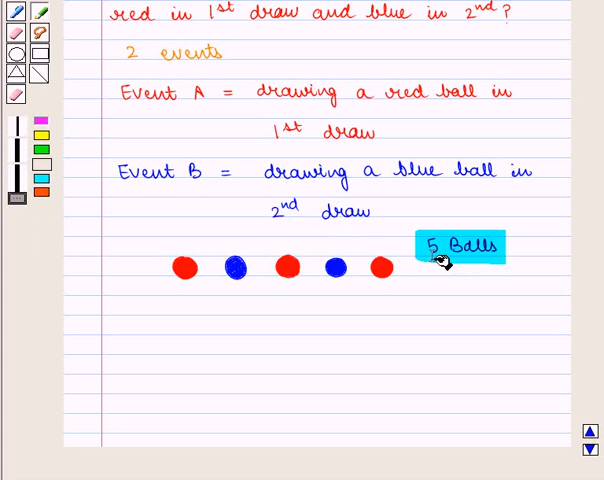 red in 1st draw and blue in 2nd?
2 events
Event A = drawing a red ball in
1st draw
Event B = drawing a blue ball in
2nd draw
5 Balls